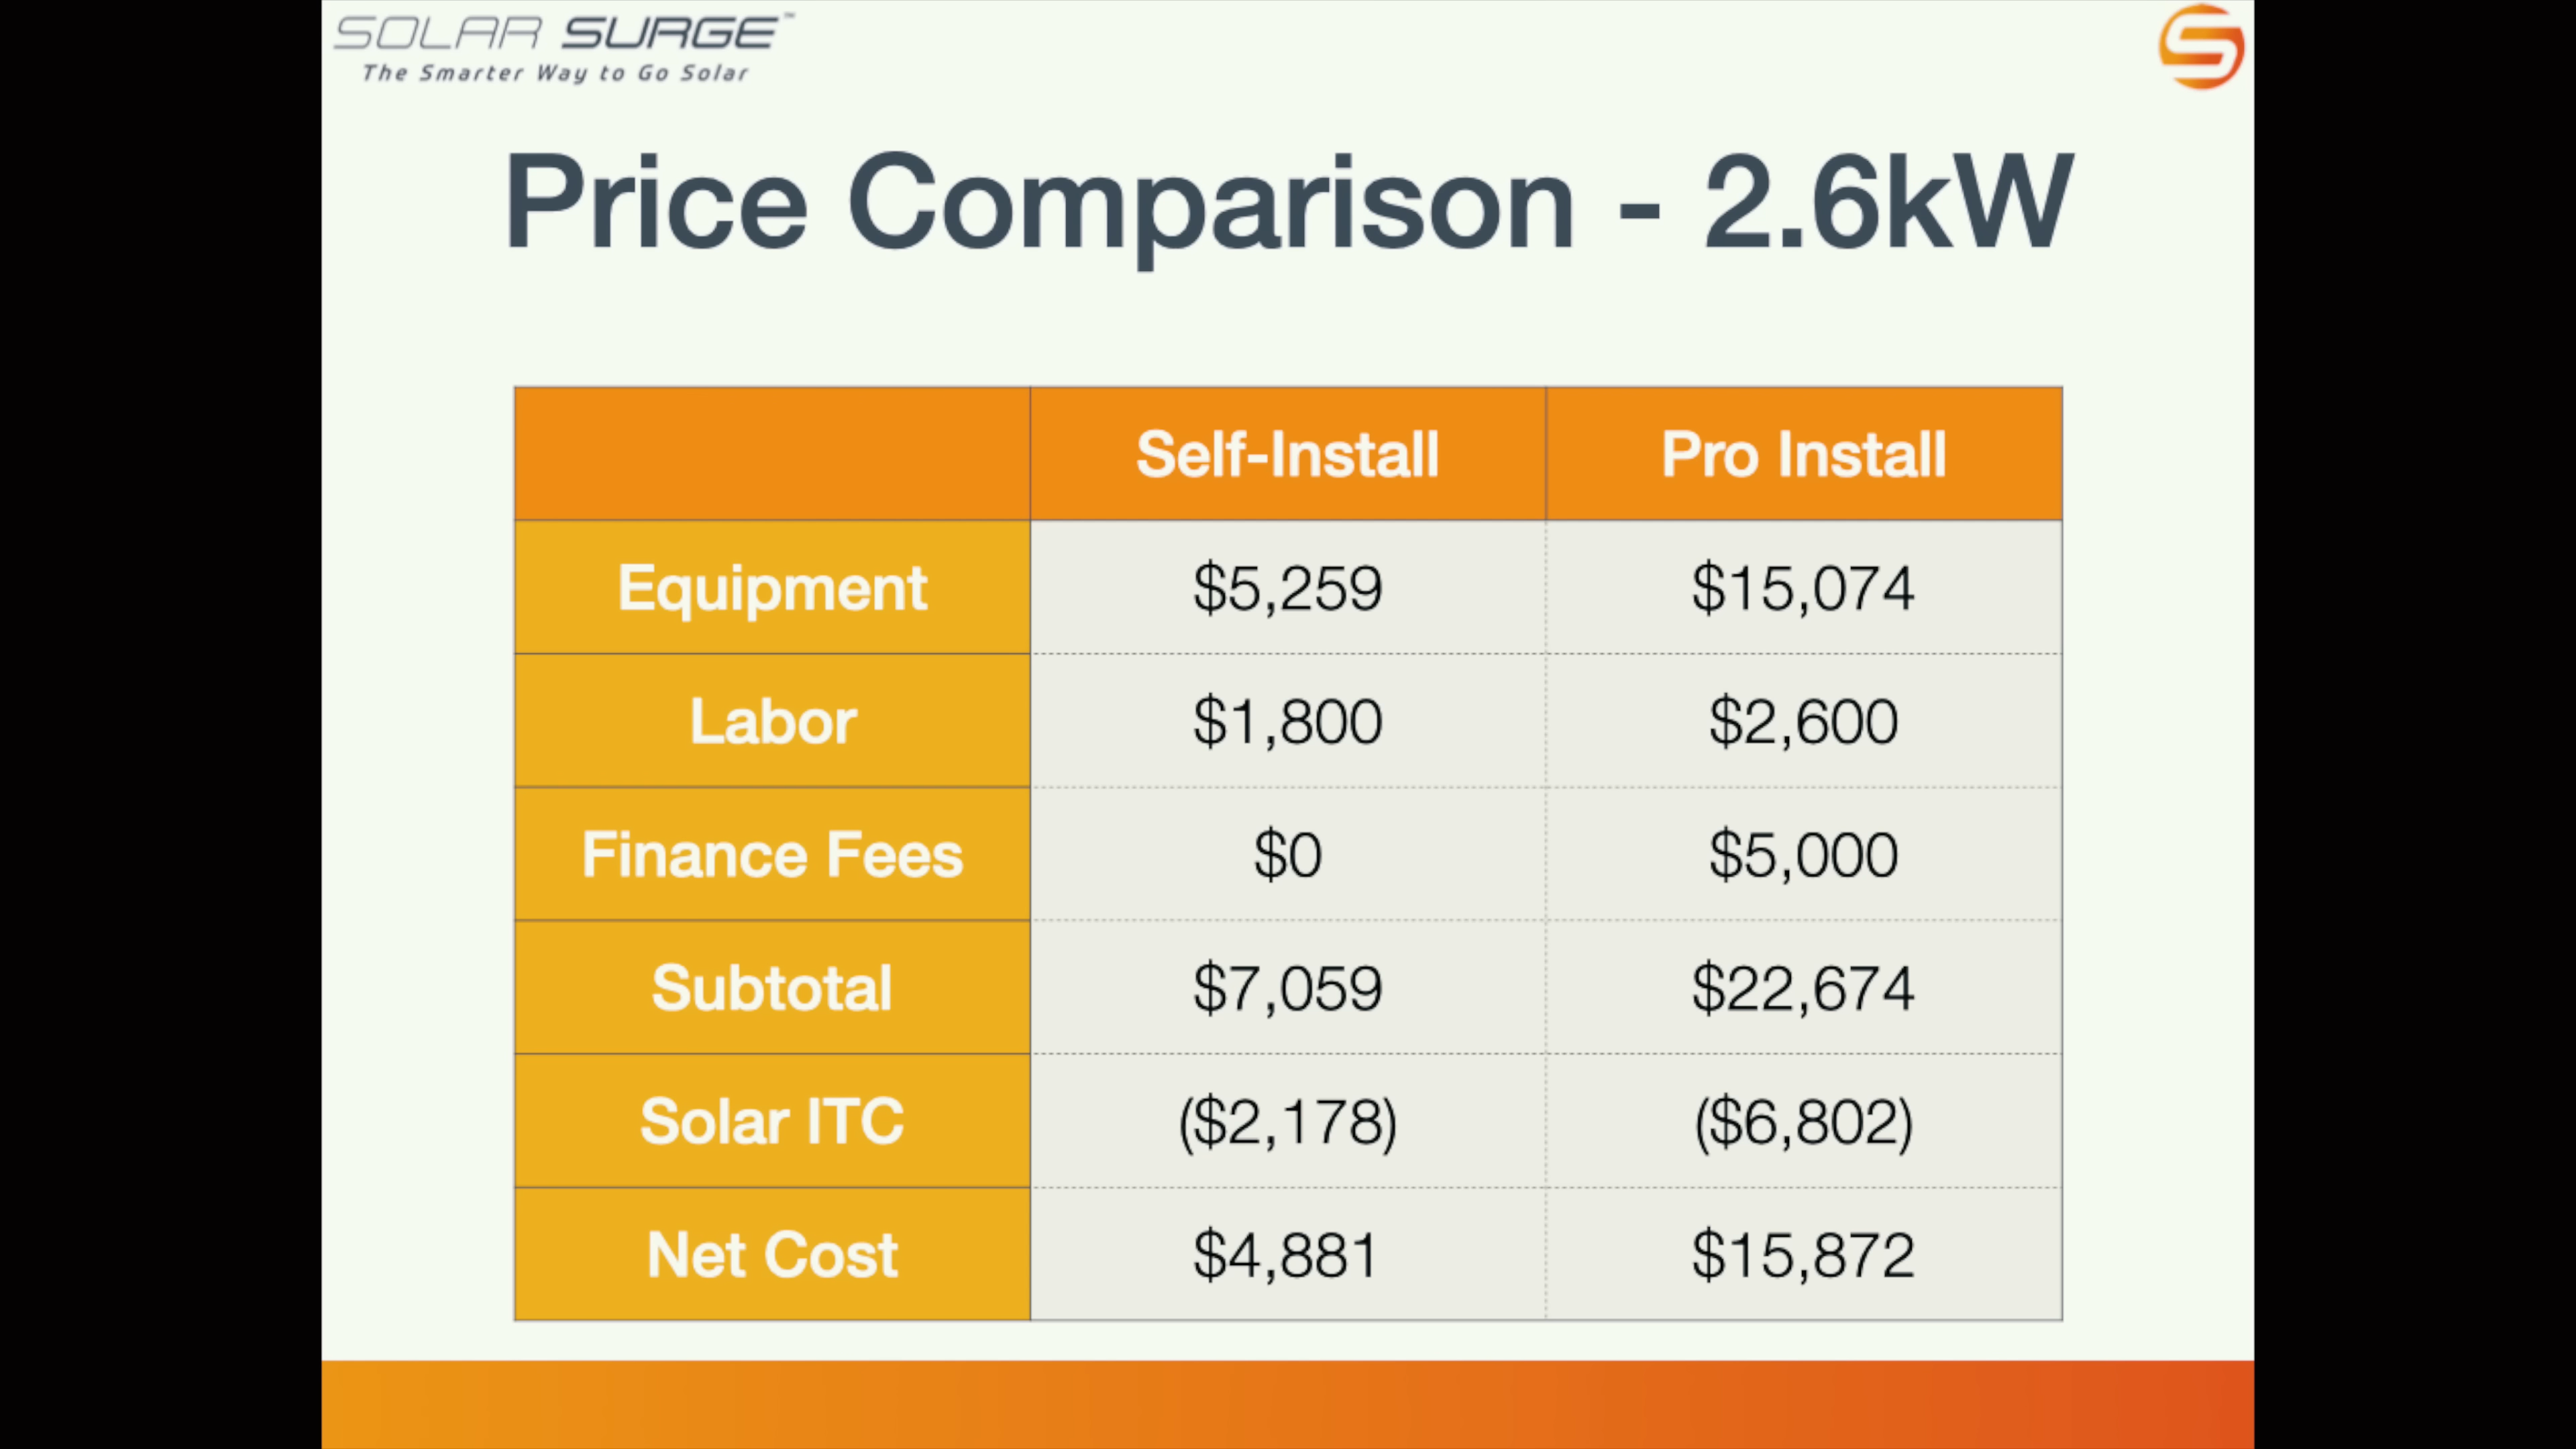 SOLAR SURGE™
The Smarter Way to Go Solar
Price Comparison - 2.6kW
Self-Install Pro Install
Equipment $5,259 $15,074
Labor $1,800 $2,600
Finance Fees $0 $5,000
Subtotal $7,059 $22,674
Solar ITC ($2,178) ($6,802)
Net Cost $4,881 $15,872